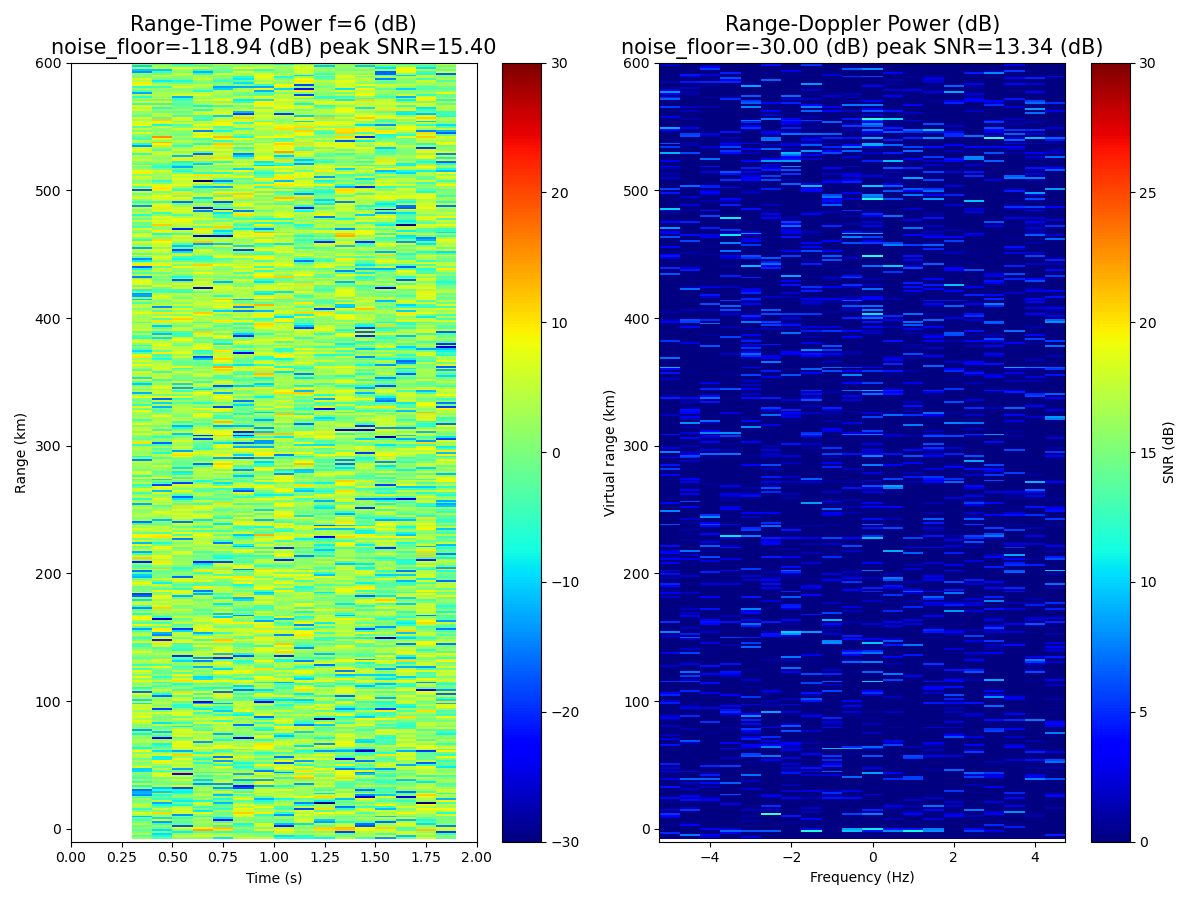 Range-Time Power f=6 (dB)
noise_floor=-118.94 (dB) peak SNR=15.40
Range-Doppler Power (dB)
noise_floor=-30.00 (dB) peak SNR=13.34 (dB)
600
500
400
300
200
100
0
Range (km)
0.00 0.25 0.50 0.75 1.00 1.25 1.50 1.75 2.00
Time (s)
30
20
10
0
−10
−20
−30
600
500
400
300
200
100
0
Virtual range (km)
−4 −2 0 2 4
Frequency (Hz)
30
25
20
15
10
5
0
SNR (dB)